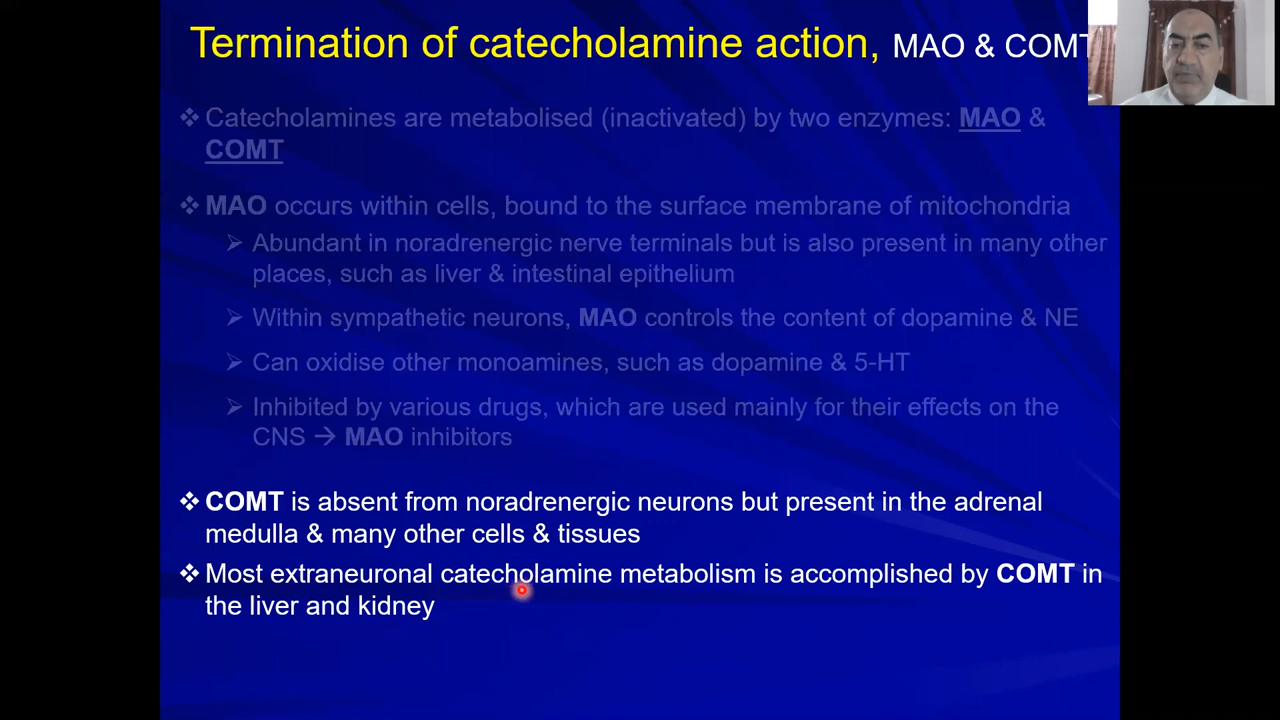 Termination of catecholamine action, MAO & COMT
❖ Catecholamines are metabolised (inactivated) by two enzymes: MAO &
COMT
❖ MAO occurs within cells, bound to the surface membrane of mitochondria
➢ Abundant in noradrenergic nerve terminals but is also present in many other
places, such as liver & intestinal epithelium
➢ Within sympathetic neurons, MAO controls the content of dopamine & NE
➢ Can oxidise other monoamines, such as dopamine & 5-HT
➢ Inhibited by various drugs, which are used mainly for their effects on the
CNS → MAO inhibitors
❖ COMT is absent from noradrenergic neurons but present in the adrenal
medulla & many other cells & tissues
❖ Most extraneuronal catecholamine metabolism is accomplished by COMT in
the liver and kidney